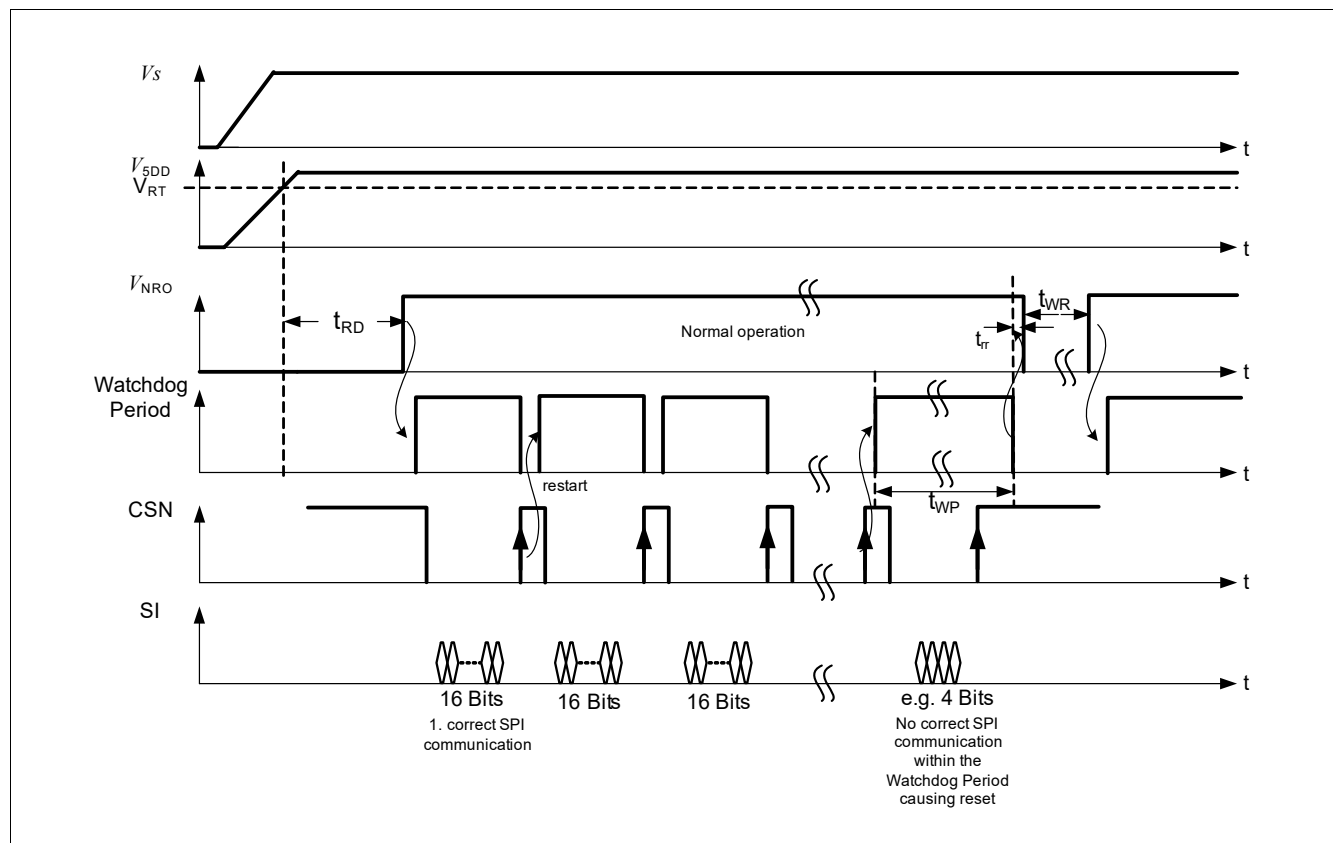 Vs
t
V5DD
VRT
t
VNRO
tRD
Normal operation
trr
tWR
t
Watchdog
Period
restart
tWP
t
CSN
t
SI
t
16 Bits
16 Bits
16 Bits
e.g. 4 Bits
1. correct SPI
communication
No correct SPI
communication
within the
Watchdog Period
causing reset